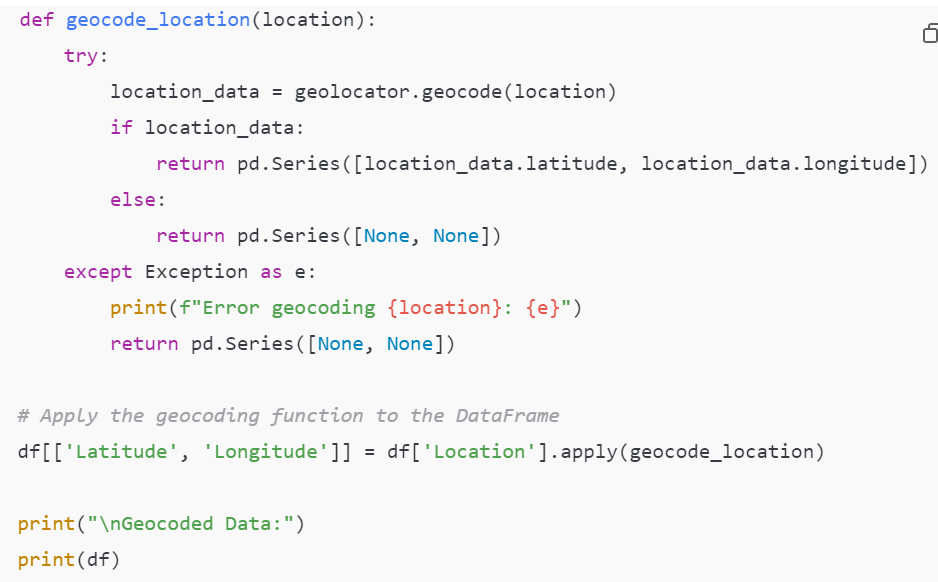 def geocode_location(location):
    try:
        location_data = geolocator.geocode(location)
        if location_data:
            return pd.Series([location_data.latitude, location_data.longitude])
        else:
            return pd.Series([None, None])
    except Exception as e:
        print(f"Error geocoding {location}: {e}")
        return pd.Series([None, None])

# Apply the geocoding function to the DataFrame
df[['Latitude', 'Longitude']] = df['Location'].apply(geocode_location)

print("\nGeocoded Data:")
print(df)